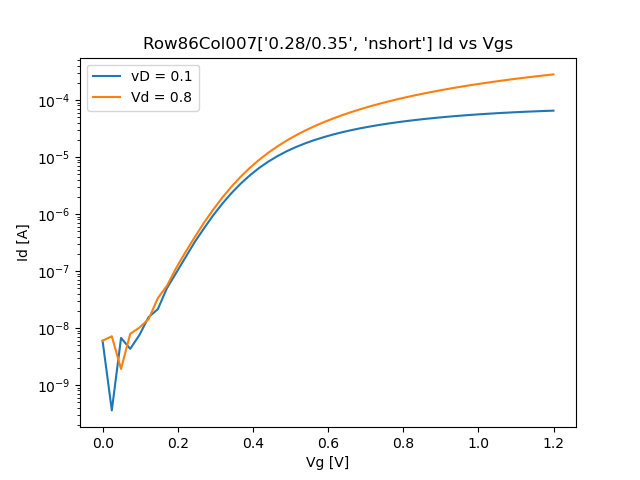 Row86Col007['0.28/0.35', 'nshort'] Id vs Vgs
vD = 0.1
Vd = 0.8
Id [A]
10⁻⁴
10⁻⁵
10⁻⁶
10⁻⁷
10⁻⁸
10⁻⁹
0.0 0.2 0.4 0.6 0.8 1.0 1.2
Vg [V]